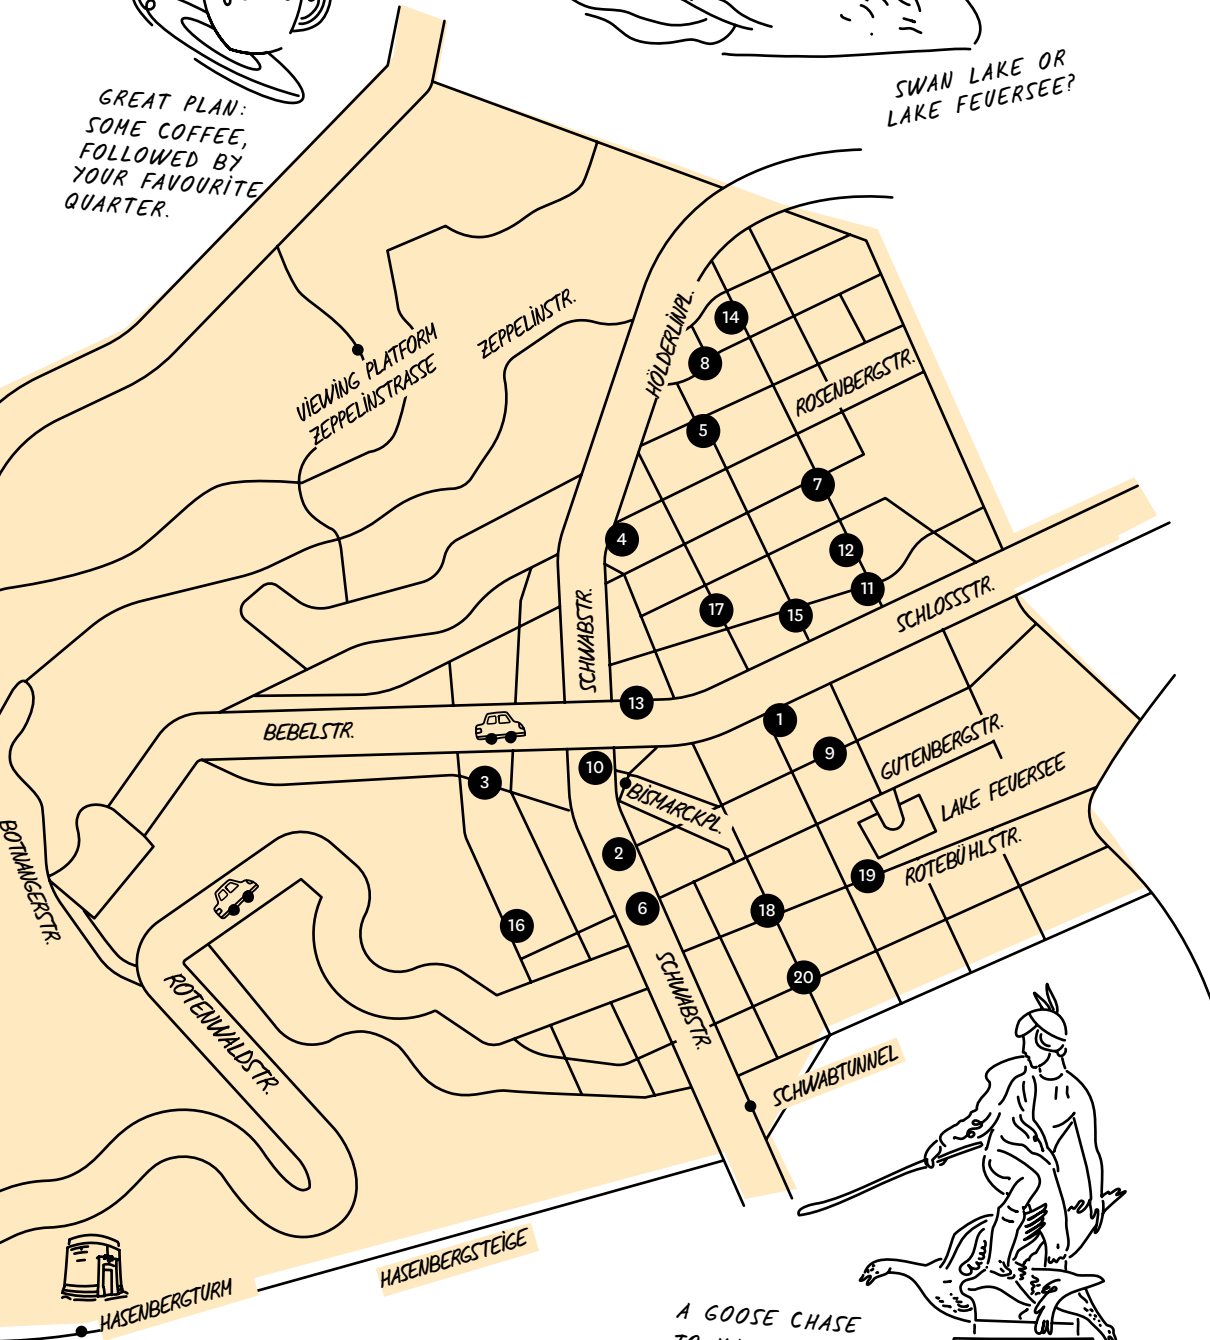 GREAT PLAN:
SOME COFFEE,
FOLLOWED BY
YOUR FAVOURITE
QUARTER.
SWAN LAKE OR
LAKE FEUERSEE?
VIEWING PLATFORM
ZEPPELINSTRASSE
ZEPPELINSTR.
HÖLDERLINPL.
14
8
ROSENBERGSTR.
5
7
4
12
11
17
15
SCHLOSSSTR.
SCHWABSTR.
13
BEBELSTR.
1
9
GUTENBERGSTR.
10
3
BISMARCKPL.
LAKE FEUERSEE
BOTNANGERSTR.
2
RÖTEBÜHLSTR.
19
6
18
16
SCHWABSTR.
20
ROTENWALDSTR.
SCHWABTUNNEL
HASENBERGSTEIGE
HASENBERGTURM
A GOOSE CHASE